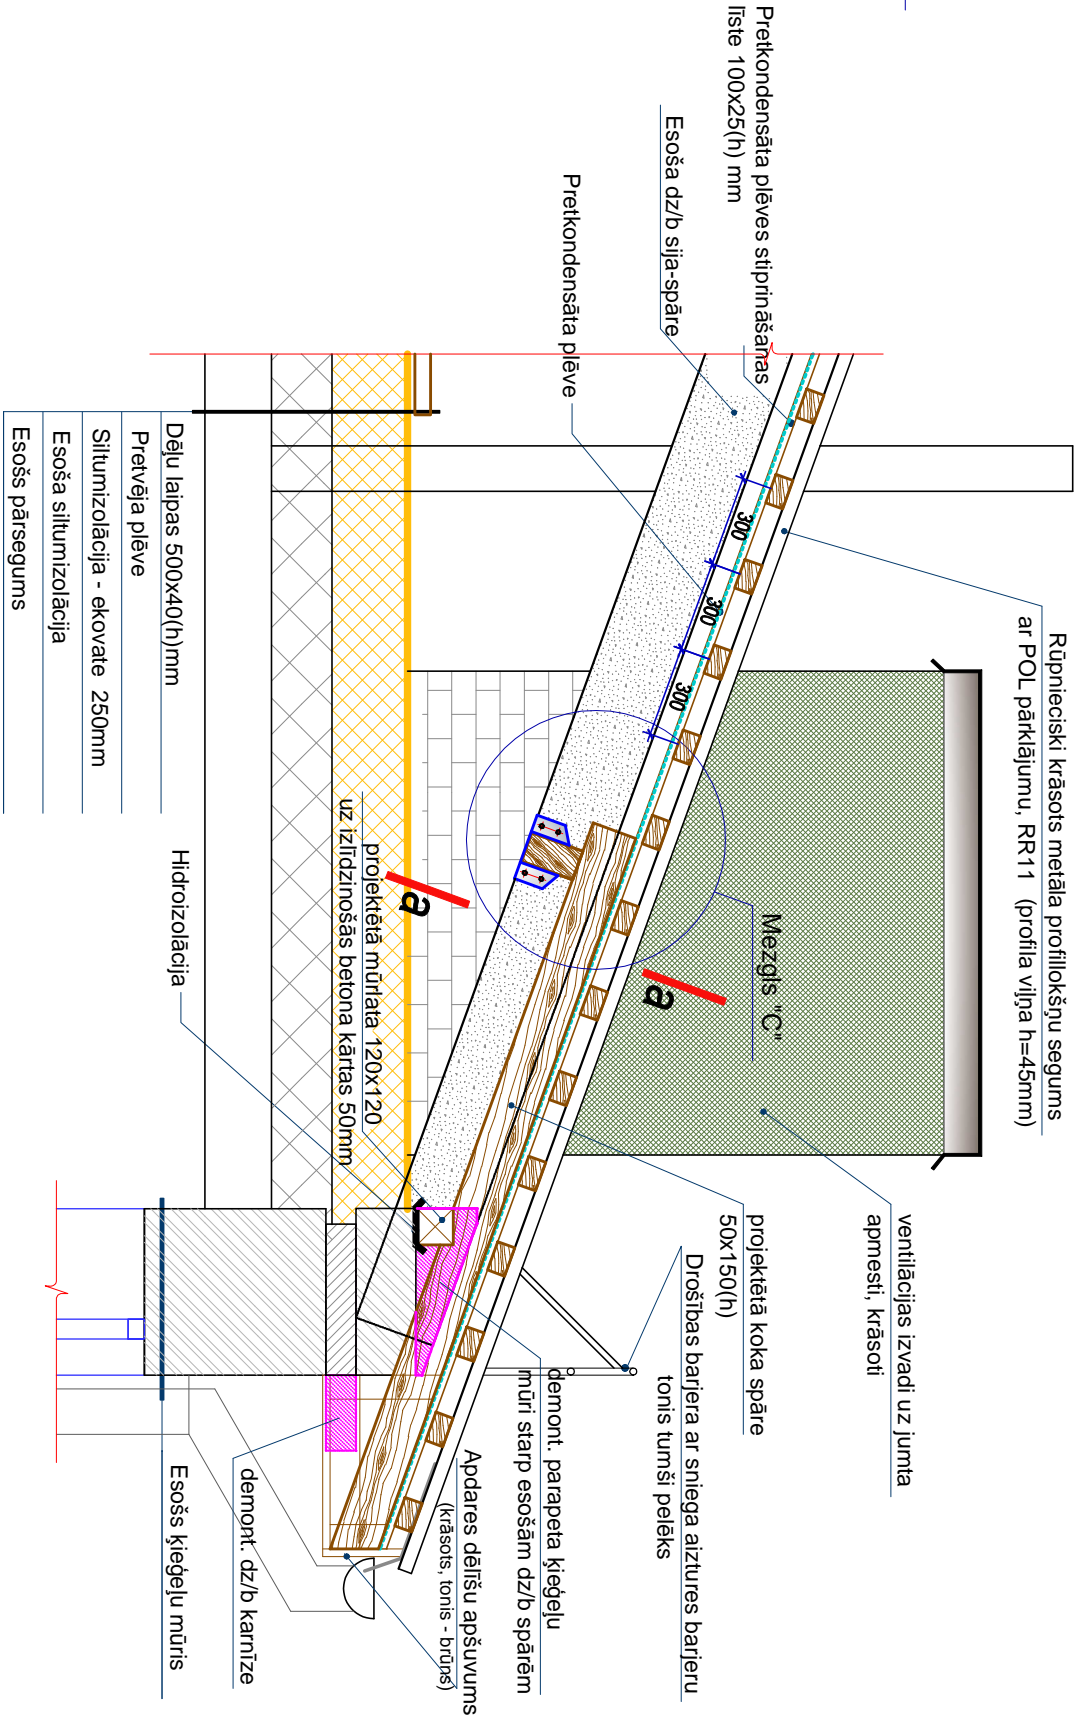 Rūpnieciski krāsots metāla profillokšņu segums
ar POL pārklājumu, RR11 (profila viļņa h=45mm)
ventilācijas izvadi uz jumta
apmesti, krāsoti
Pretkondensāta plēves stiprināšanas
līste 100x25(h) mm
Esoša dz/b sija-spāre
Pretkondensāta plēve
300
300
300
Mezgls "C"
a
a
projektētā koka spāre
50x150(h)
Drošības barjera ar sniega aiztures barjeru
tonis tumši pelēks
projektētā mūrlata 120x120
uz izlīdzinošās betona kārtas 50mm
demont. parapeta ķieģeļu
mūri starp esošām dz/b spārēm
Apdares dēlīšu apšuvums
(krāsots, tonis - brūns)
Hidroizolācija
demont. dz/b karnīze
Esošs ķieģeļu mūris
Dēļu laipas 500x40(h)mm
Pretvēja plēve
Siltumizolācija - ekovate 250mm
Esoša siltumizolācija
Esošs pārsegums